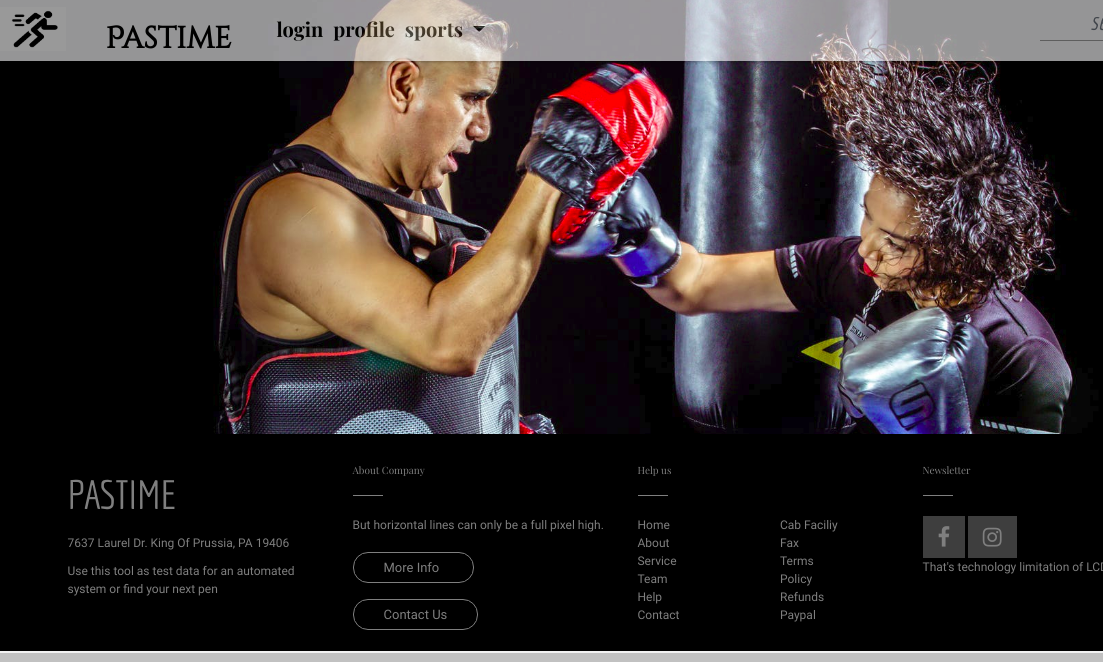 PASTIME
login profile sports
PASTIME
7637 Laurel Dr. King Of Prussia, PA 19406
Use this tool as test data for an automated
system or find your next pen
About Company
But horizontal lines can only be a full pixel high.
More Info
Contact Us
Help us
Home
About
Service
Team
Help
Contact
Cab Faciliy
Fax
Terms
Policy
Refunds
Paypal
Newsletter
That's technology limitation of LCD